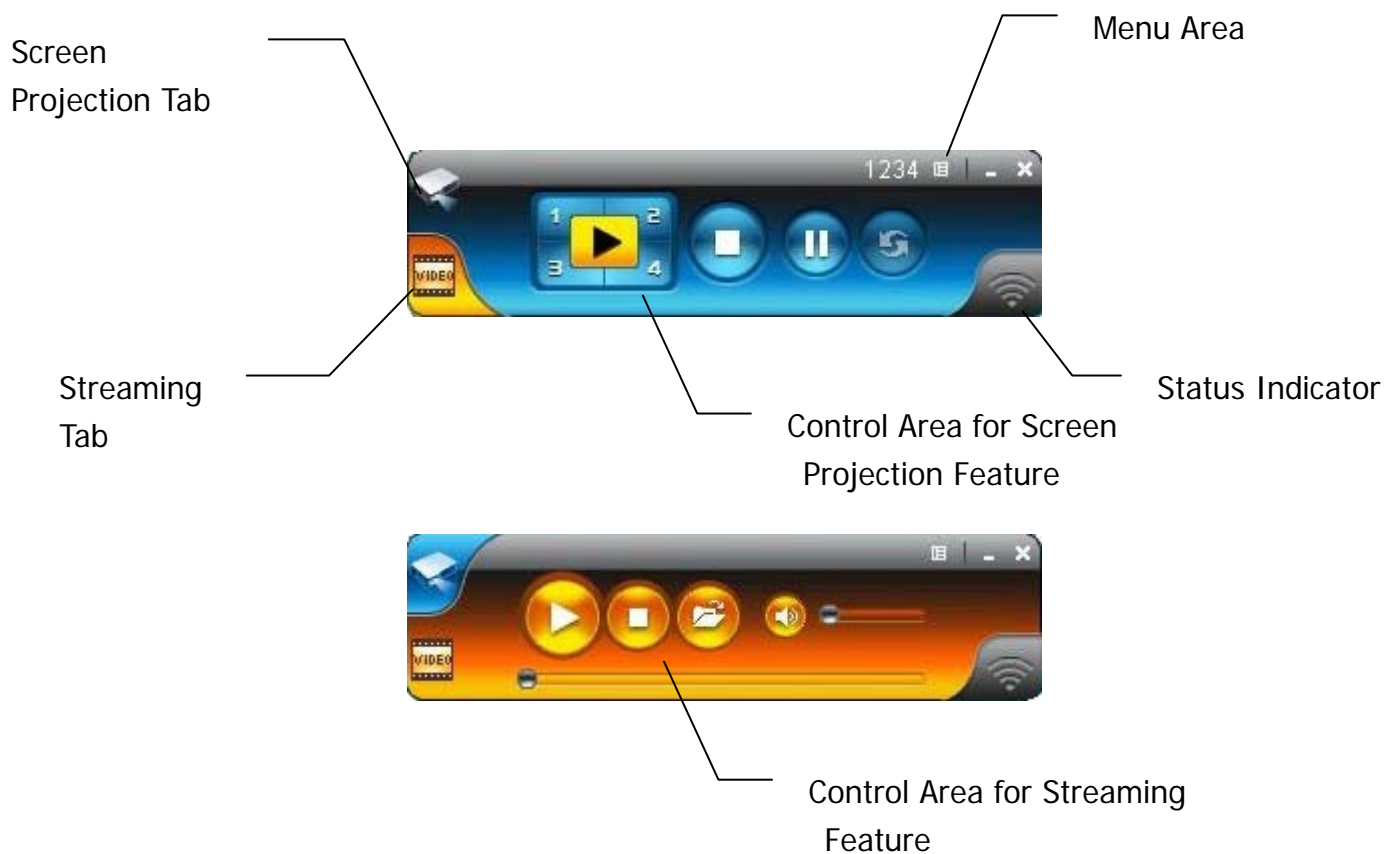 Menu Area
Screen
Projection Tab
1234
1 2
3 4
VIDEO
Streaming
Tab
Status Indicator
Control Area for Screen
Projection Feature
VIDEO
Control Area for Streaming
Feature